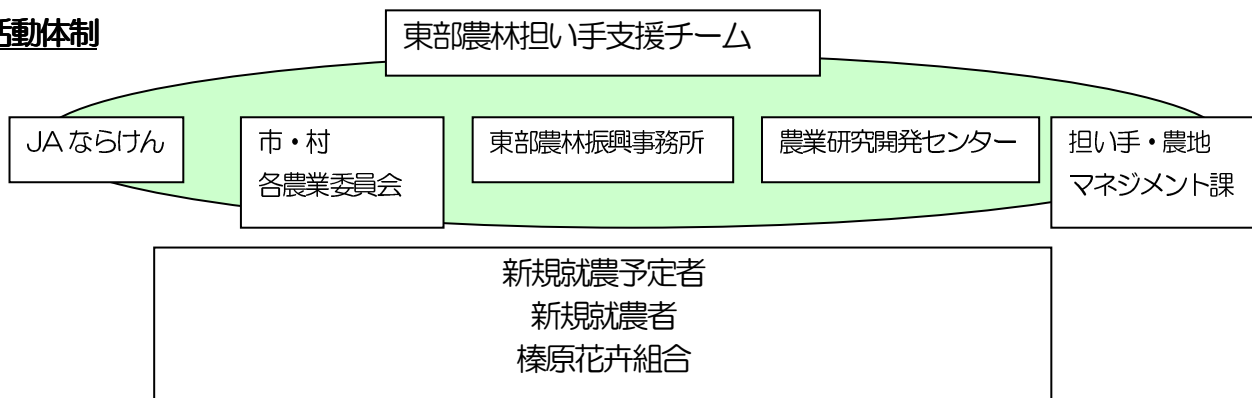 活動体制
東部農林担い手支援チーム
JAならけん
市・村
各農業委員会
東部農林振興事務所
農業研究開発センター
担い手・農地
マネジメント課
新規就農予定者
新規就農者
榛原花卉組合